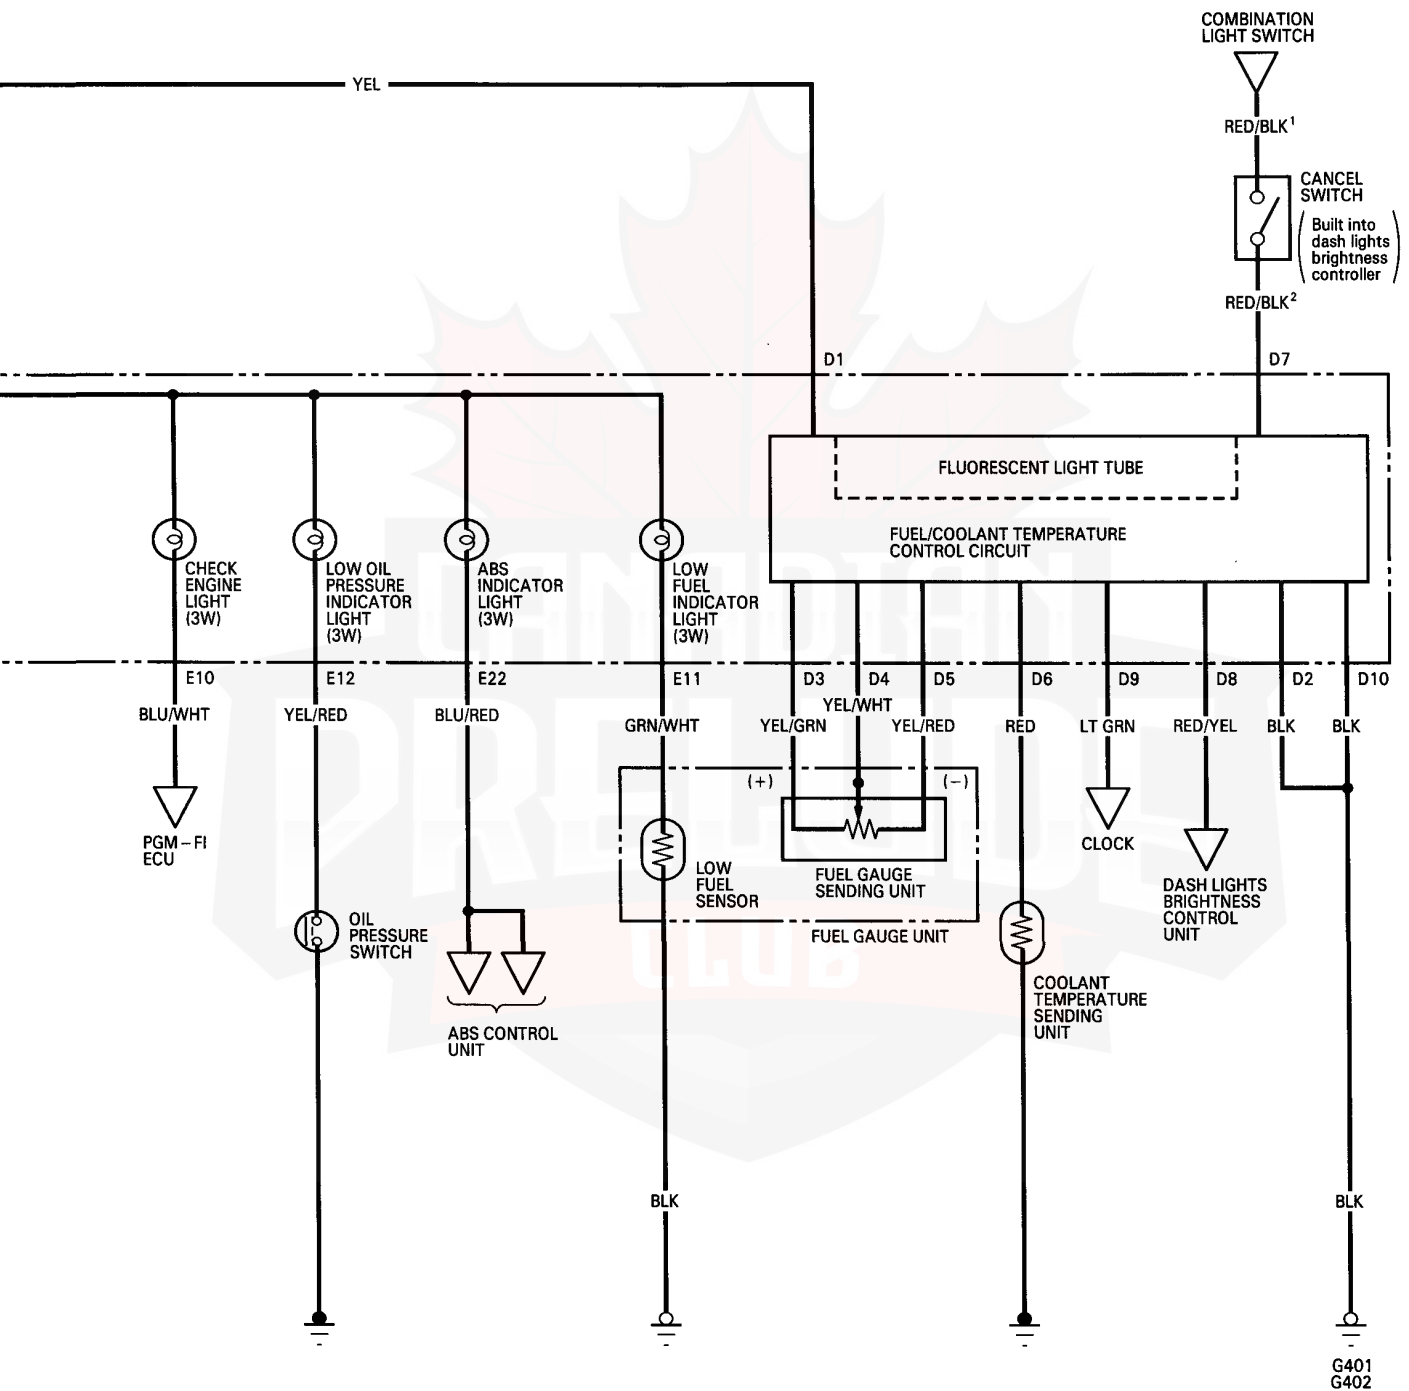 COMBINATION
LIGHT SWITCH
YEL
RED/BLK¹
CANCEL
SWITCH
(Built into
dash lights
brightness
controller)
RED/BLK²
D1
D7
FLUORESCENT LIGHT TUBE
FUEL/COOLANT TEMPERATURE
CONTROL CIRCUIT
CHECK
ENGINE
LIGHT
(3W)
LOW OIL
PRESSURE
INDICATOR
LIGHT
(3W)
ABS
INDICATOR
LIGHT
(3W)
LOW
FUEL
INDICATOR
LIGHT
(3W)
E10
E12
E22
E11
D3
D4
D5
D6
D9
D8
D2
D10
BLU/WHT
YEL/RED
BLU/RED
GRN/WHT
YEL/GRN
YEL/WHT
YEL/RED
RED
LT GRN
RED/YEL
BLK
BLK
(+)
(−)
PGM–FI
ECU
LOW
FUEL
SENSOR
FUEL GAUGE
SENDING UNIT
CLOCK
DASH LIGHTS
BRIGHTNESS
CONTROL
UNIT
OIL
PRESSURE
SWITCH
FUEL GAUGE UNIT
COOLANT
TEMPERATURE
SENDING
UNIT
ABS CONTROL
UNIT
BLK
BLK
G401
G402
CANADIAN
PRELUDE
CLUB